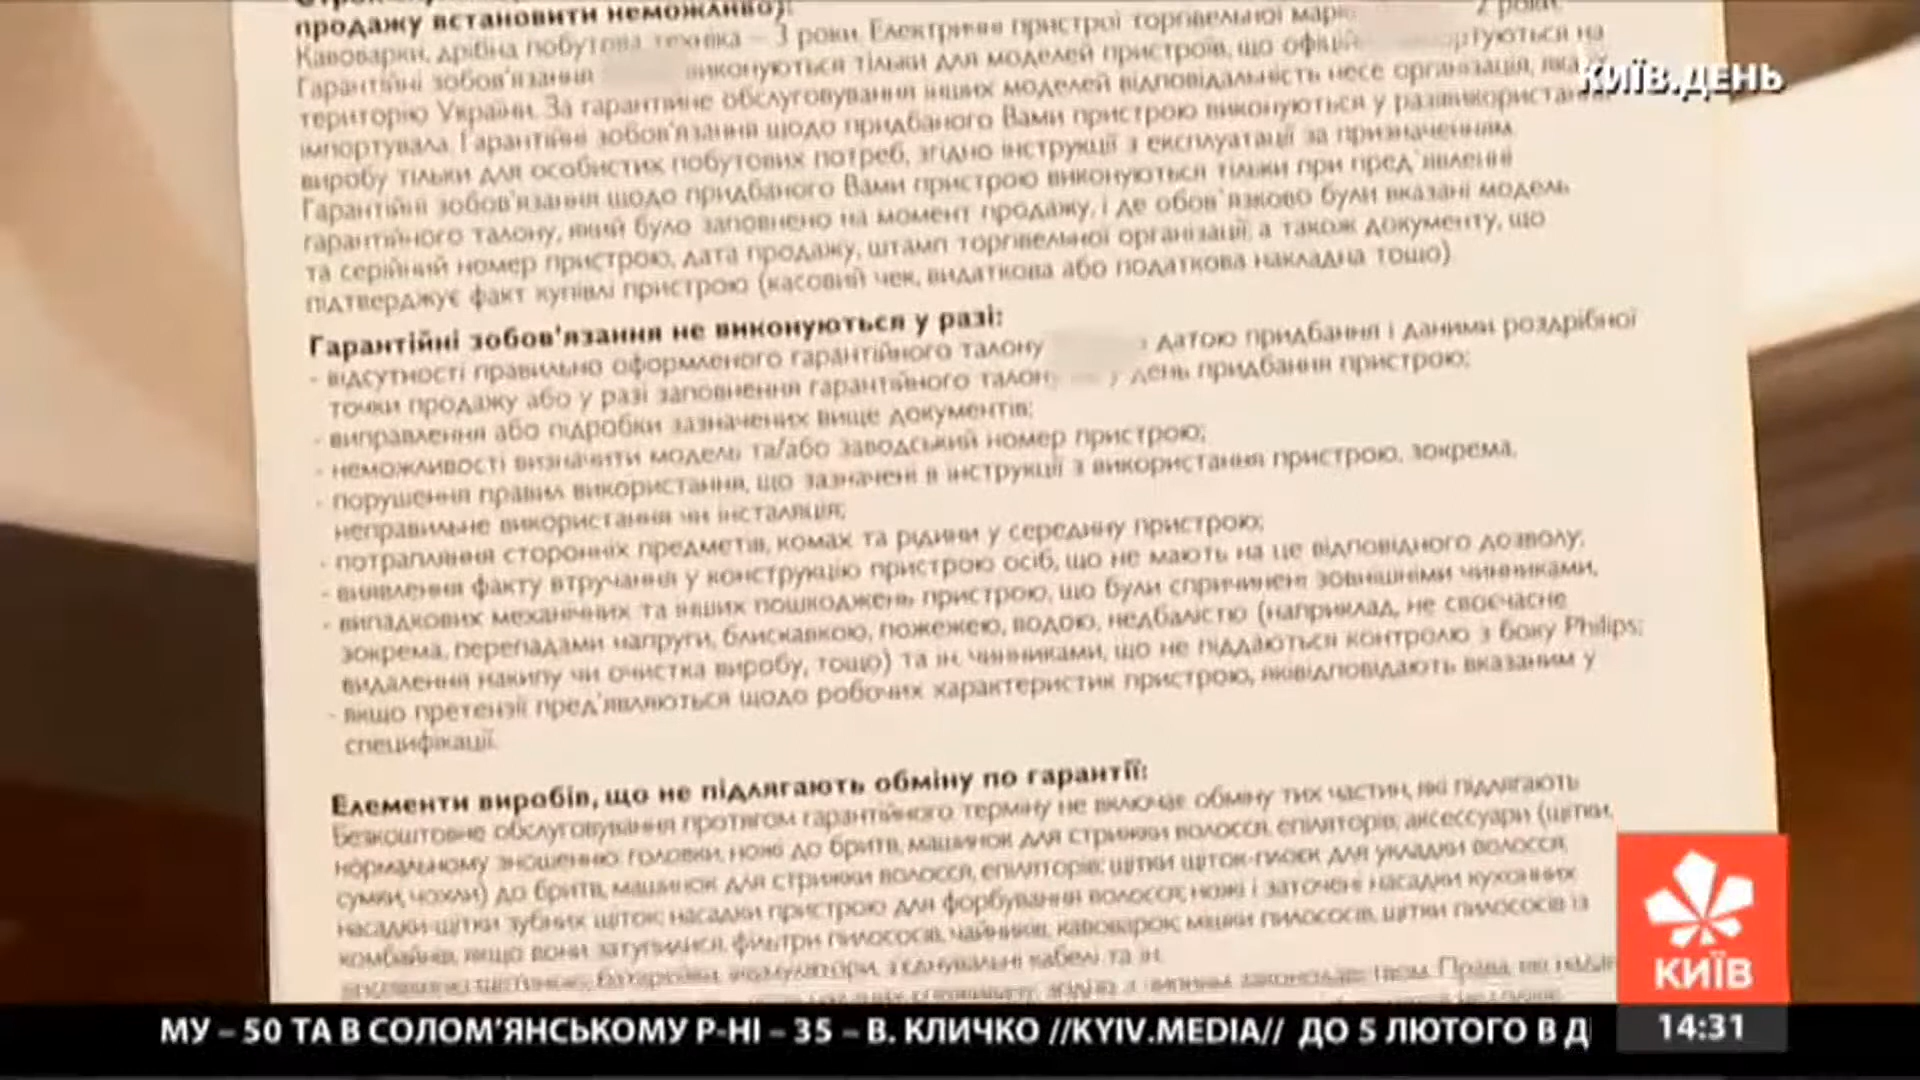 продажу встановити неможливо):
Кавоварки, дрібна побутова техніка – 3 роки. Електричні пристрої торгівельної марки 2 роки.
Гарантійні зобов'язання виконуються тільки для моделей пристроїв, що офіційно імпортуються на
територію України. За гарантійне обслуговування інших моделей відповідальність несе організація, яка їх
імпортувала. Гарантійні зобов'язання щодо придбаного Вами пристрою виконуються у разі використання
виробу тільки для особистих побутових потреб, згідно інструкції з експлуатації за призначенням.
Гарантійні зобов'язання щодо придбаного Вами пристрою виконуються тільки при пред`явленні
гарантійного талону, який було заповнено на момент продажу, і де обов`язково були вказані модель
та серійний номер пристрою, дата продажу, штамп торгівельної організації, а також документу, що
підтверджує факт купівлі пристрою (касовий чек, видаткова або податкова накладна тощо).
Гарантійні зобов'язання не виконуються у разі:
- відсутності правильно оформленого гарантійного талону з датою придбання і даними роздрібної
точки продажу або у разі заповнення гарантійного талону у день придбання пристрою;
- виправлення або підробки зазначених вище документів;
- неможливості визначити модель та/або заводський номер пристрою;
- порушення правил використання, що зазначені в інструкції з використання пристрою, зокрема,
неправильне використання чи інсталяція;
- потрапляння сторонніх предметів, комах та рідини у середину пристрою;
- виявлення факту втручання у конструкцію пристрою осіб, що не мають на це відповідного дозволу;
- випадкових механічних та інших пошкоджень пристрою, що були спричинені зовнішніми чинниками,
зокрема, перепадами напруги, блискавкою, пожежею, водою, недбалістю (наприклад, не своєчасне
видалення накипу чи очистка виробу, тощо) та ін. чинниками, що не піддаються контролю з боку Philips;
- якщо претензії пред'являються щодо робочих характеристик пристрою, яківідповідають вказаним у
специфікації.
Елементи виробів, що не підлягають обміну по гарантії:
Безкоштовне обслуговування протягом гарантійного терміну не включає обміну тих частин, які підлягають
нормальному зношенню: головки, ножі до бритв, машинок для стрижки волосся, епіляторів; аксессуари (щітки,
сумки, чохли) до бритв, машинок для стрижки волосся, епіляторів; щітки щіток-плоєк для укладки волосся,
насадки-щітки зубних щіток; насадки пристрою для форбування волосся; ножі і заточені насадки кухонних
комбайнів, якщо вони затупилися; фильтри пилососів, чайників, кавоварок; мішки пилососів, щітки пилососів із
батарейки, акумулятори, з'єднувальні кабелі та ін.
КИЇВ.ДЕНЬ
КИЇВ
14:31
МУ – 50 ТА В СОЛОМ'ЯНСЬКОМУ Р-НІ – 35 – В. КЛИЧКО //KYIV.MEDIA// ДО 5 ЛЮТОГО В Д